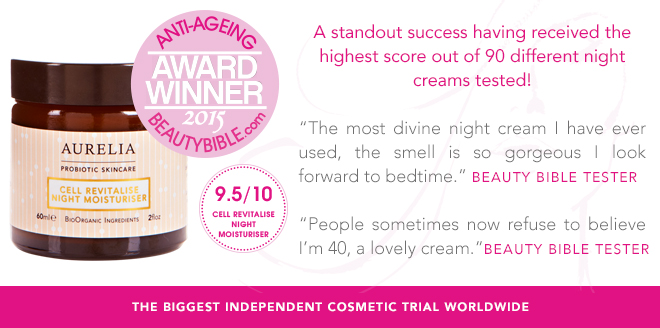 ANTI-AGEING
AWARD
WINNER
2015
BEAUTYBIBLE.com
AURELIA
PROBIOTIC SKINCARE
CELL REVITALISE
NIGHT MOISTURISER
60ml e BIOORGANIC INGREDIENTS 2floz
9.5/10
CELL REVITALISE
NIGHT
MOISTURISER
A standout success having received the
highest score out of 90 different night
creams tested!
“The most divine night cream I have ever
used, the smell is so gorgeous I look
forward to bedtime.” BEAUTY BIBLE TESTER
“People sometimes now refuse to believe
I’m 40, a lovely cream.”BEAUTY BIBLE TESTER
THE BIGGEST INDEPENDENT COSMETIC TRIAL WORLDWIDE